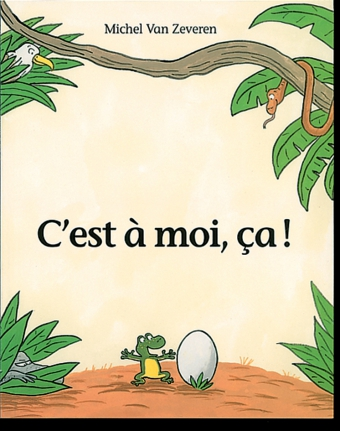 Michel Van Zeveren
C'est à moi, ça !